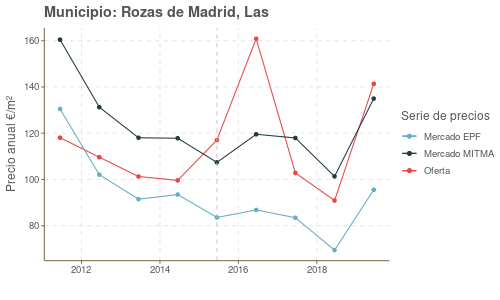 Municipio: Rozas de Madrid, Las
Precio anual €/m²
160
140
120
100
80
2012
2014
2016
2018
Serie de precios
Mercado EPF
Mercado MITMA
Oferta